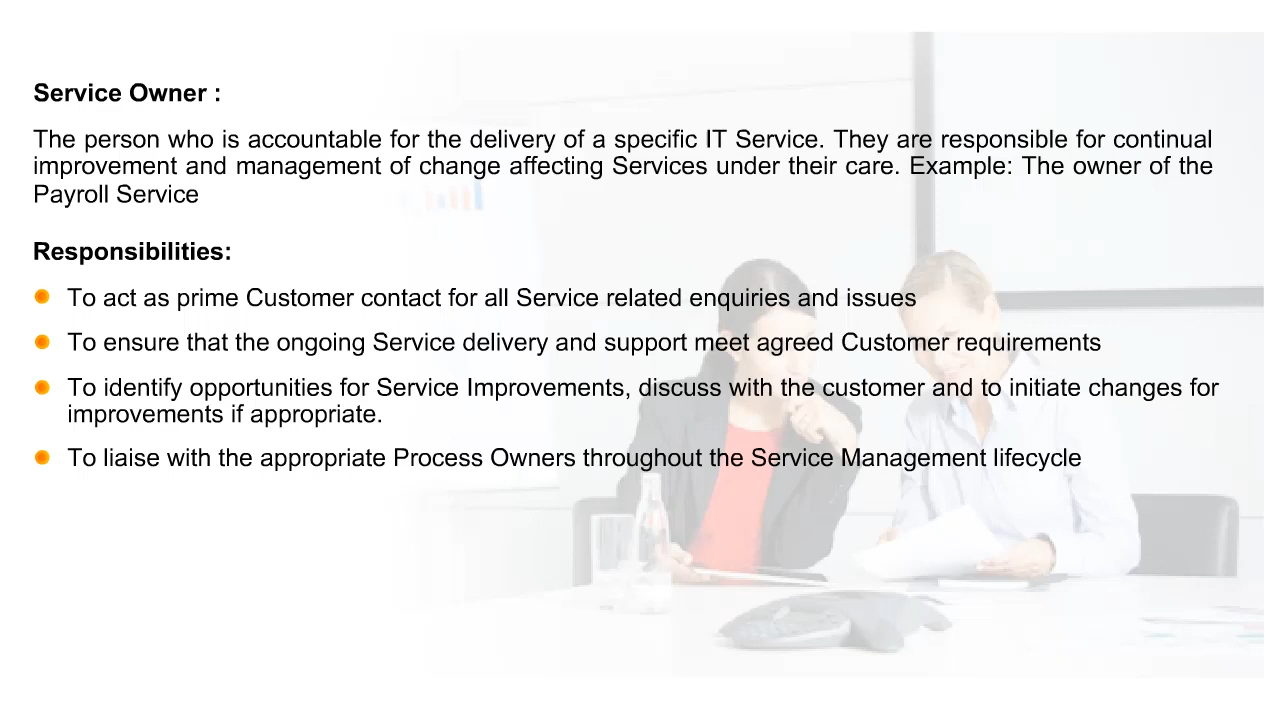 Service Owner :
The person who is accountable for the delivery of a specific IT Service. They are responsible for continual
improvement and management of change affecting Services under their care. Example: The owner of the
Payroll Service
Responsibilities:
To act as prime Customer contact for all Service related enquiries and issues
To ensure that the ongoing Service delivery and support meet agreed Customer requirements
To identify opportunities for Service Improvements, discuss with the customer and to initiate changes for
improvements if appropriate.
To liaise with the appropriate Process Owners throughout the Service Management lifecycle